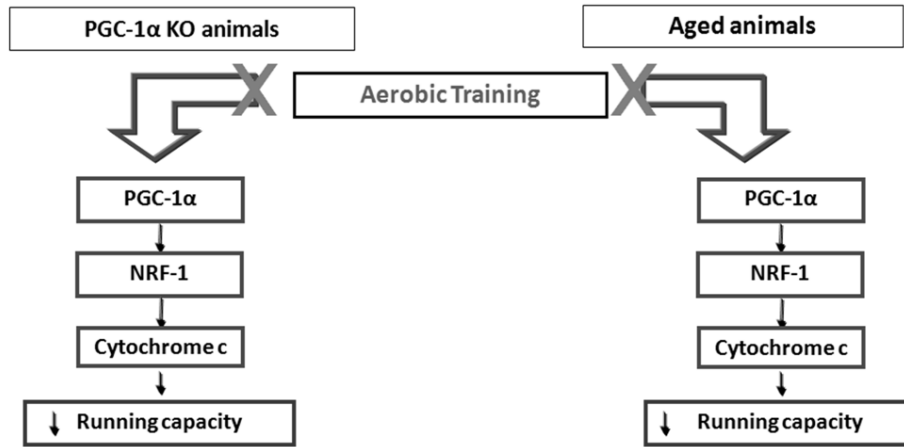 PGC-1α KO animals
Aged animals
Aerobic Training
PGC-1α
NRF-1
Cytochrome c
↓ Running capacity
PGC-1α
NRF-1
Cytochrome c
↓ Running capacity